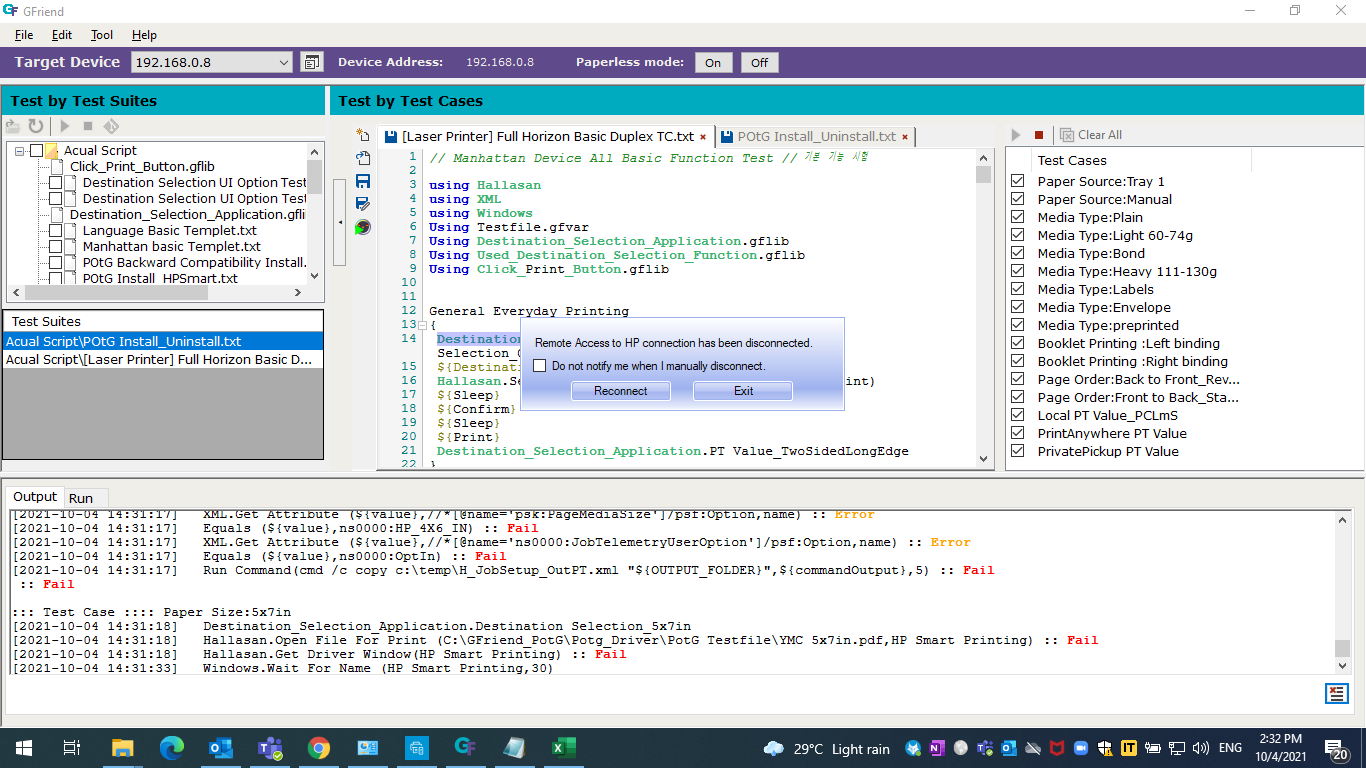 GFriend
File Edit Tool Help
Target Device 192.168.0.8 Device Address: 192.168.0.8 Paperless mode: On Off
Test by Test Suites
Acual Script
Click_Print_Button.gflib
Destination Selection UI Option Test
Destination Selection UI Option Test
Destination_Selection_Application.gfli
Language Basic Templet.txt
Manhattan basic Templet.txt
POtG Backward Compatibility Install.
POtG Install_HPSmart.txt
Test Suites
Acual Script\POtG Install_Uninstall.txt
Acual Script\[Laser Printer] Full Horizon Basic D...
Test by Test Cases
[Laser Printer] Full Horizon Basic Duplex TC.txt × POtG Install_Uninstall.txt ×
1 // Manhattan Device All Basic Function Test // 기본 기능 시험
2
3 using Hallasan
4 using XML
5 using Windows
6 Using Testfile.gfvar
7 Using Destination_Selection_Application.gflib
8 Using Used_Destination_Selection_Function.gflib
9 Using Click_Print_Button.gflib
10
11
12 General Everyday Printing
13 {
14 Destination
Selection_
15 ${Destinati
16 Hallasan.Se int)
17 ${Sleep}
18 ${Confirm}
19 ${Sleep}
20 ${Print}
21 Destination_Selection_Application.PT Value_TwoSidedLongEdge
22 }
Remote Access to HP connection has been disconnected.
Do not notify me when I manually disconnect.
Reconnect Exit
Clear All
Test Cases
Paper Source:Tray 1
Paper Source:Manual
Media Type:Plain
Media Type:Light 60-74g
Media Type:Bond
Media Type:Heavy 111-130g
Media Type:Labels
Media Type:Envelope
Media Type:preprinted
Booklet Printing :Left binding
Booklet Printing :Right binding
Page Order:Back to Front_Rev...
Page Order:Front to Back_Sta...
Local PT Value_PCLmS
PrintAnywhere PT Value
PrivatePickup PT Value
Output Run
[2021-10-04 14:31:17] XML.Get Attribute (${value},//*[@name='psk:PageMediaSize']/psf:Option,name) :: Error
[2021-10-04 14:31:17] Equals (${value},ns0000:HP_4X6_IN) :: Fail
[2021-10-04 14:31:17] XML.Get Attribute (${value},//*[@name='ns0000:JobTelemetryUserOption']/psf:Option,name) :: Error
[2021-10-04 14:31:17] Equals (${value},ns0000:OptIn) :: Fail
[2021-10-04 14:31:17] Run Command(cmd /c copy c:\temp\H_JobSetup_OutPT.xml "${OUTPUT_FOLDER}",${commandOutput},5) :: Fail
:: Fail
::: Test Case :::: Paper Size:5x7in
[2021-10-04 14:31:18] Destination_Selection_Application.Destination Selection_5x7in
[2021-10-04 14:31:18] Hallasan.Open File For Print (C:\GFriend_PotG\Potg_Driver\PotG Testfile\YMC 5x7in.pdf,HP Smart Printing) :: Fail
[2021-10-04 14:31:18] Hallasan.Get Driver Window(HP Smart Printing) :: Fail
[2021-10-04 14:31:33] Windows.Wait For Name (HP Smart Printing,30)
29°C Light rain ENG 2:32 PM
10/4/2021
20